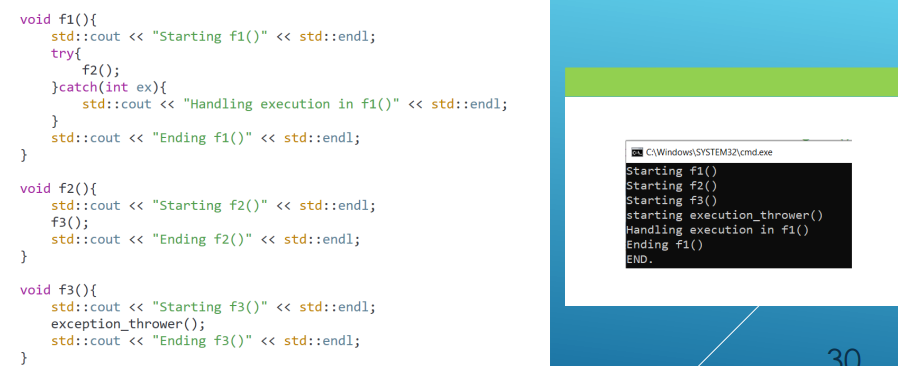 void f1(){
    std::cout << "Starting f1()" << std::endl;
    try{
        f2();
    }catch(int ex){
        std::cout << "Handling execution in f1()" << std::endl;
    }
    std::cout << "Ending f1()" << std::endl;
}
void f2(){
    std::cout << "Starting f2()" << std::endl;
    f3();
    std::cout << "Ending f2()" << std::endl;
}
void f3(){
    std::cout << "Starting f3()" << std::endl;
    exception_thrower();
    std::cout << "Ending f3()" << std::endl;
}
C:\Windows\SYSTEM32\cmd.exe
Starting f1()
Starting f2()
Starting f3()
starting execution_thrower()
Handling execution in f1()
Ending f1()
END.
30